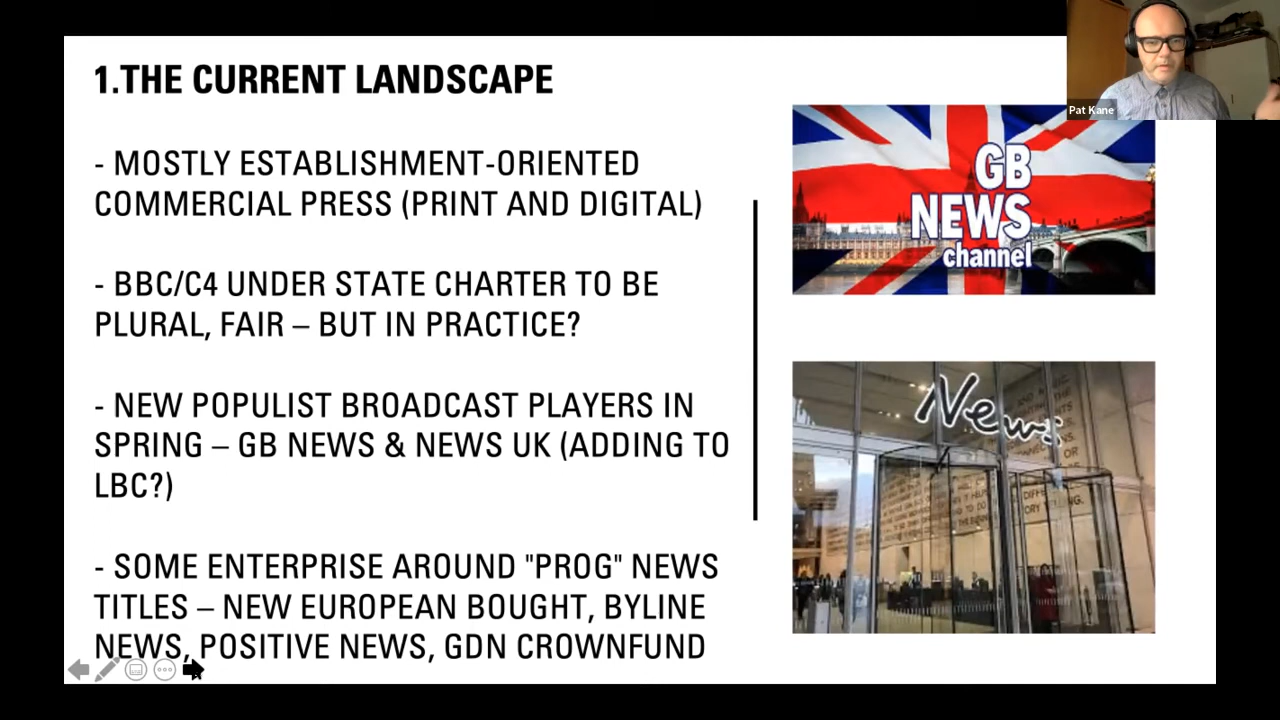 1.THE CURRENT LANDSCAPE
- MOSTLY ESTABLISHMENT-ORIENTED
COMMERCIAL PRESS (PRINT AND DIGITAL)
- BBC/C4 UNDER STATE CHARTER TO BE
PLURAL, FAIR – BUT IN PRACTICE?
- NEW POPULIST BROADCAST PLAYERS IN
SPRING – GB NEWS & NEWS UK (ADDING TO
LBC?)
- SOME ENTERPRISE AROUND "PROG" NEWS
TITLES – NEW EUROPEAN BOUGHT, BYLINE
NEWS, POSITIVE NEWS, GDN CROWNFUND
Pat Kane
GB
NEWS
channel
News